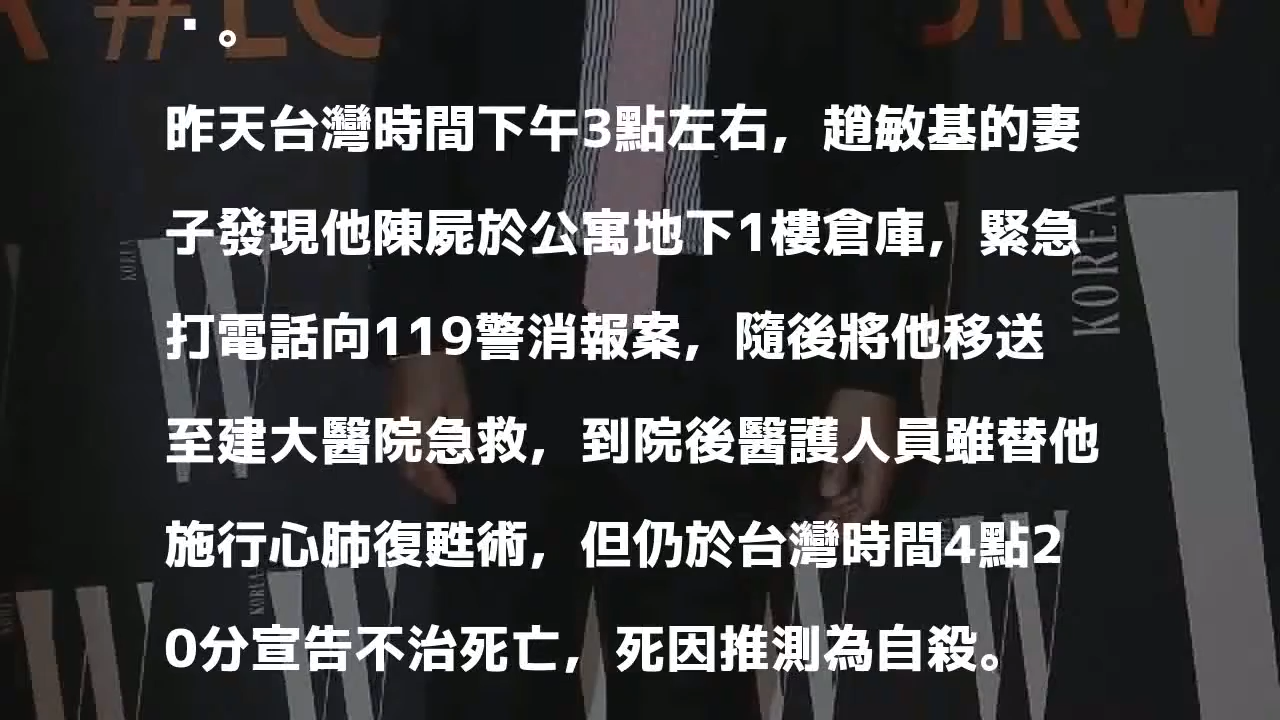 #EC
JRW
。
昨天台灣時間下午3點左右，趙敏基的妻
子發現他陳屍於公寓地下1樓倉庫，緊急
打電話向119警消報案，隨後將他移送
至建大醫院急救，到院後醫護人員雖替他
施行心肺復甦術，但仍於台灣時間4點2
0分宣告不治死亡，死因推測為自殺。
KOREA
W
KOREA
W
W
KOREA
W
W